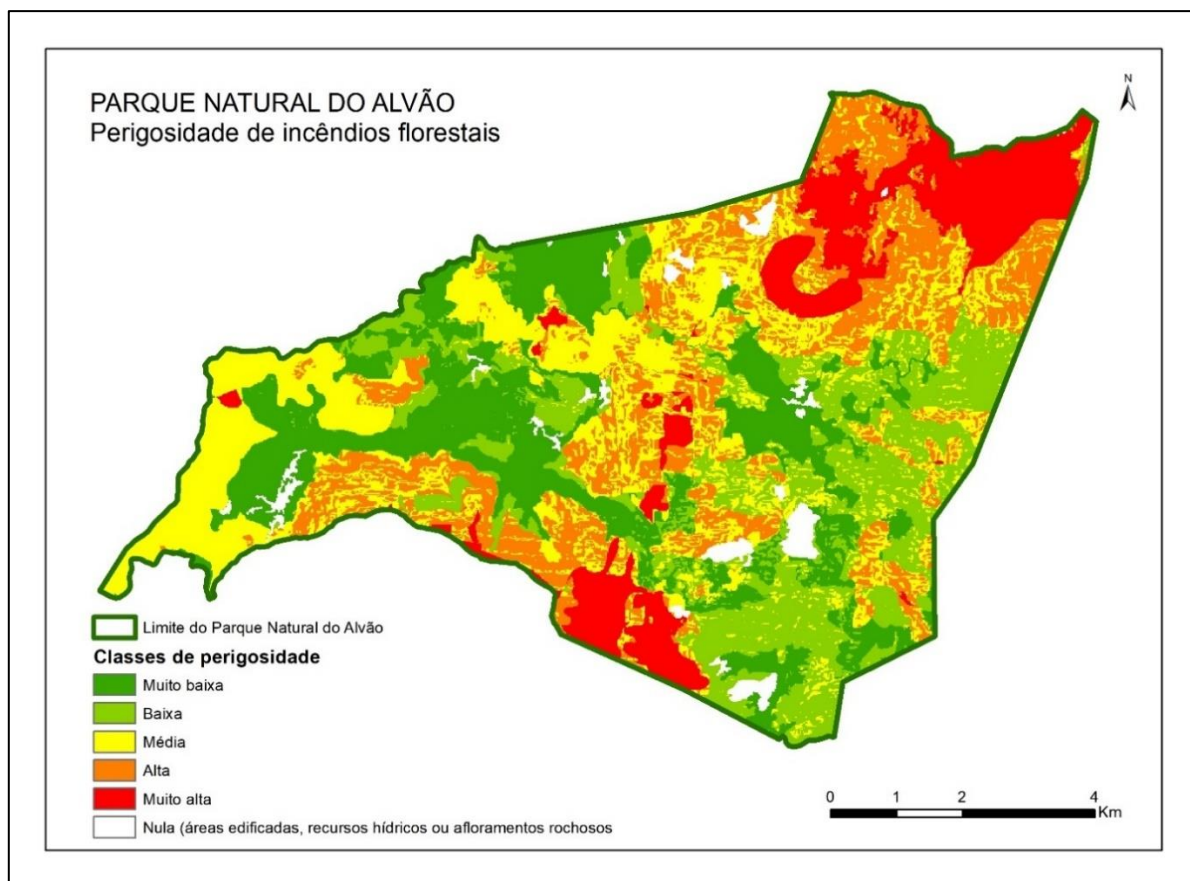 PARQUE NATURAL DO ALVÃO
Perigosidade de incêndios florestais
N
Limite do Parque Natural do Alvão
Classes de perigosidade
Muito baixa
Baixa
Média
Alta
Muito alta
Nula (áreas edificadas, recursos hídricos ou afloramentos rochosos
0 1 2 4
Km